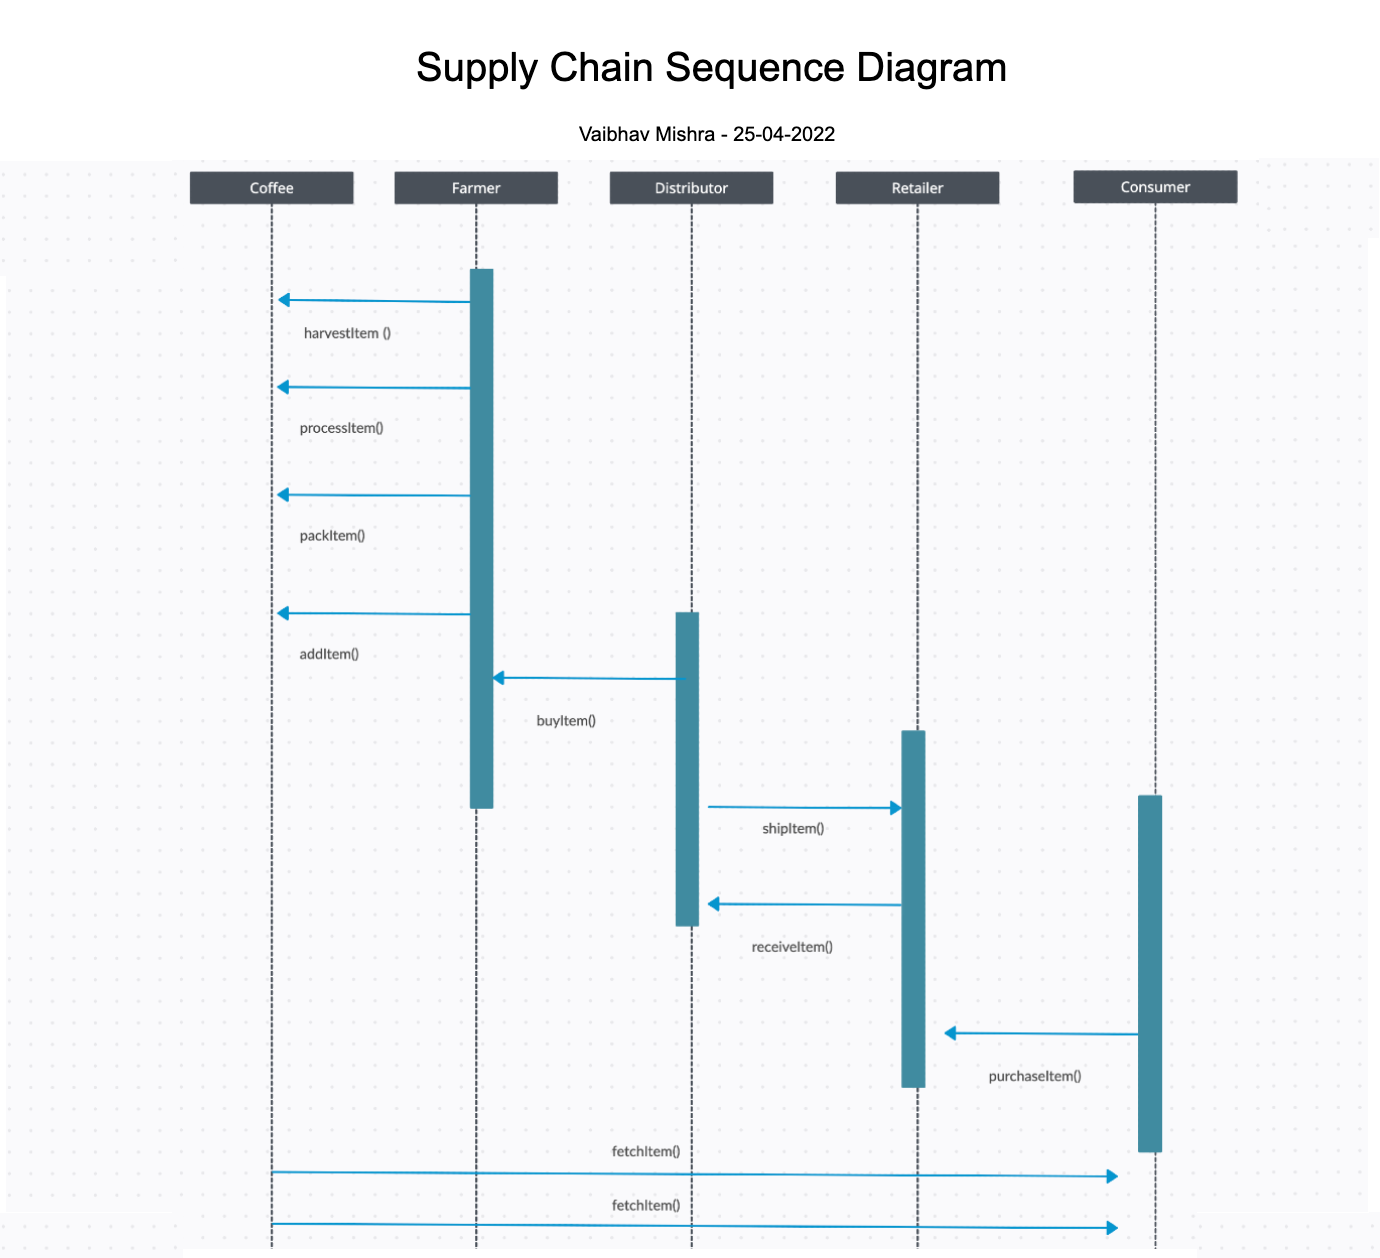 Supply Chain Sequence Diagram
Vaibhav Mishra - 25-04-2022
Coffee
Farmer
Distributor
Retailer
Consumer
harvestItem ()
processItem()
packItem()
addItem()
buyItem()
shipItem()
receiveItem()
purchaseItem()
fetchItem()
fetchItem()